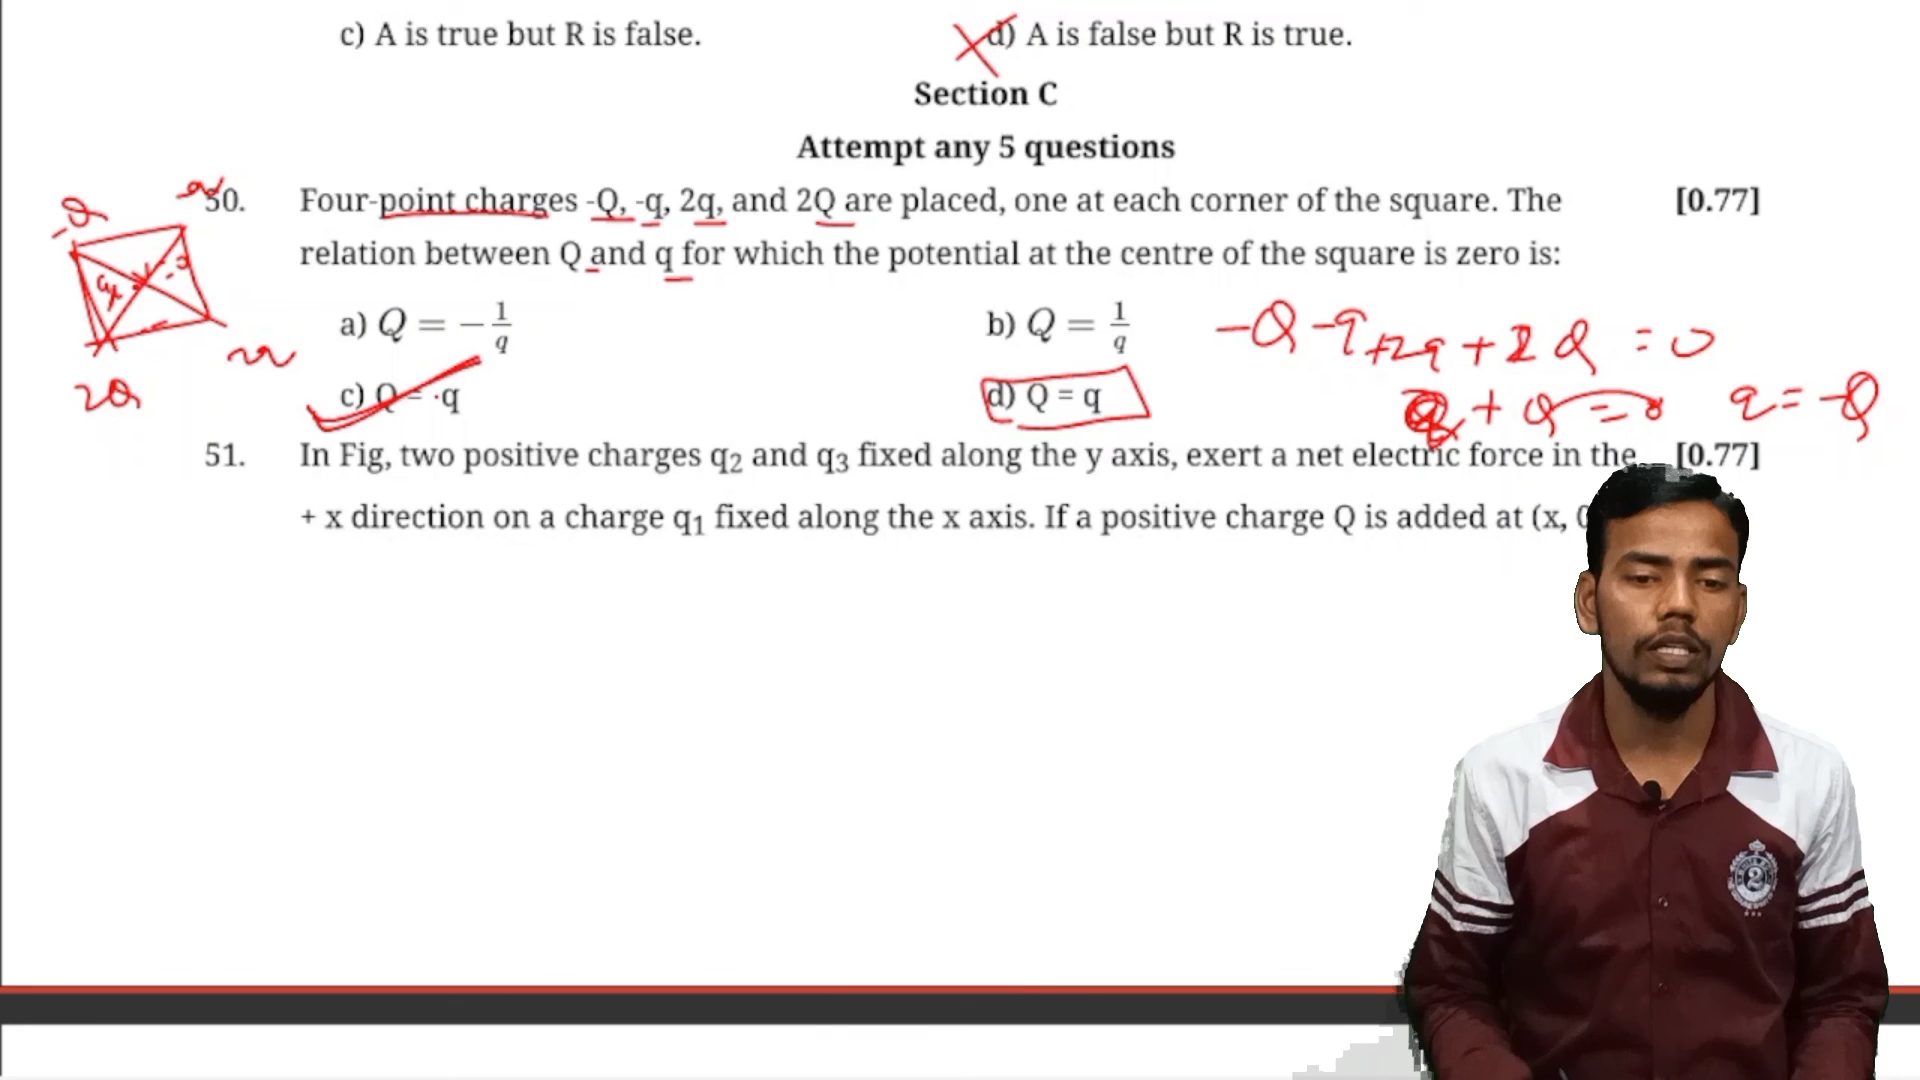 c) A is true but R is false. d) A is false but R is true.
Section C
Attempt any 5 questions
50. Four-point charges -Q, -q, 2q, and 2Q are placed, one at each corner of the square. The [0.77]
relation between Q and q for which the potential at the centre of the square is zero is:
a) Q = -1/q b) Q = 1/q
c) Q = -q d) Q = q
-Q -q +2q + 2Q = 0
q + Q = 0 q = -Q
-Q
-q
2Q
51. In Fig, two positive charges q₂ and q₃ fixed along the y axis, exert a net electric force in the [0.77]
+ x direction on a charge q₁ fixed along the x axis. If a positive charge Q is added at (x,
2